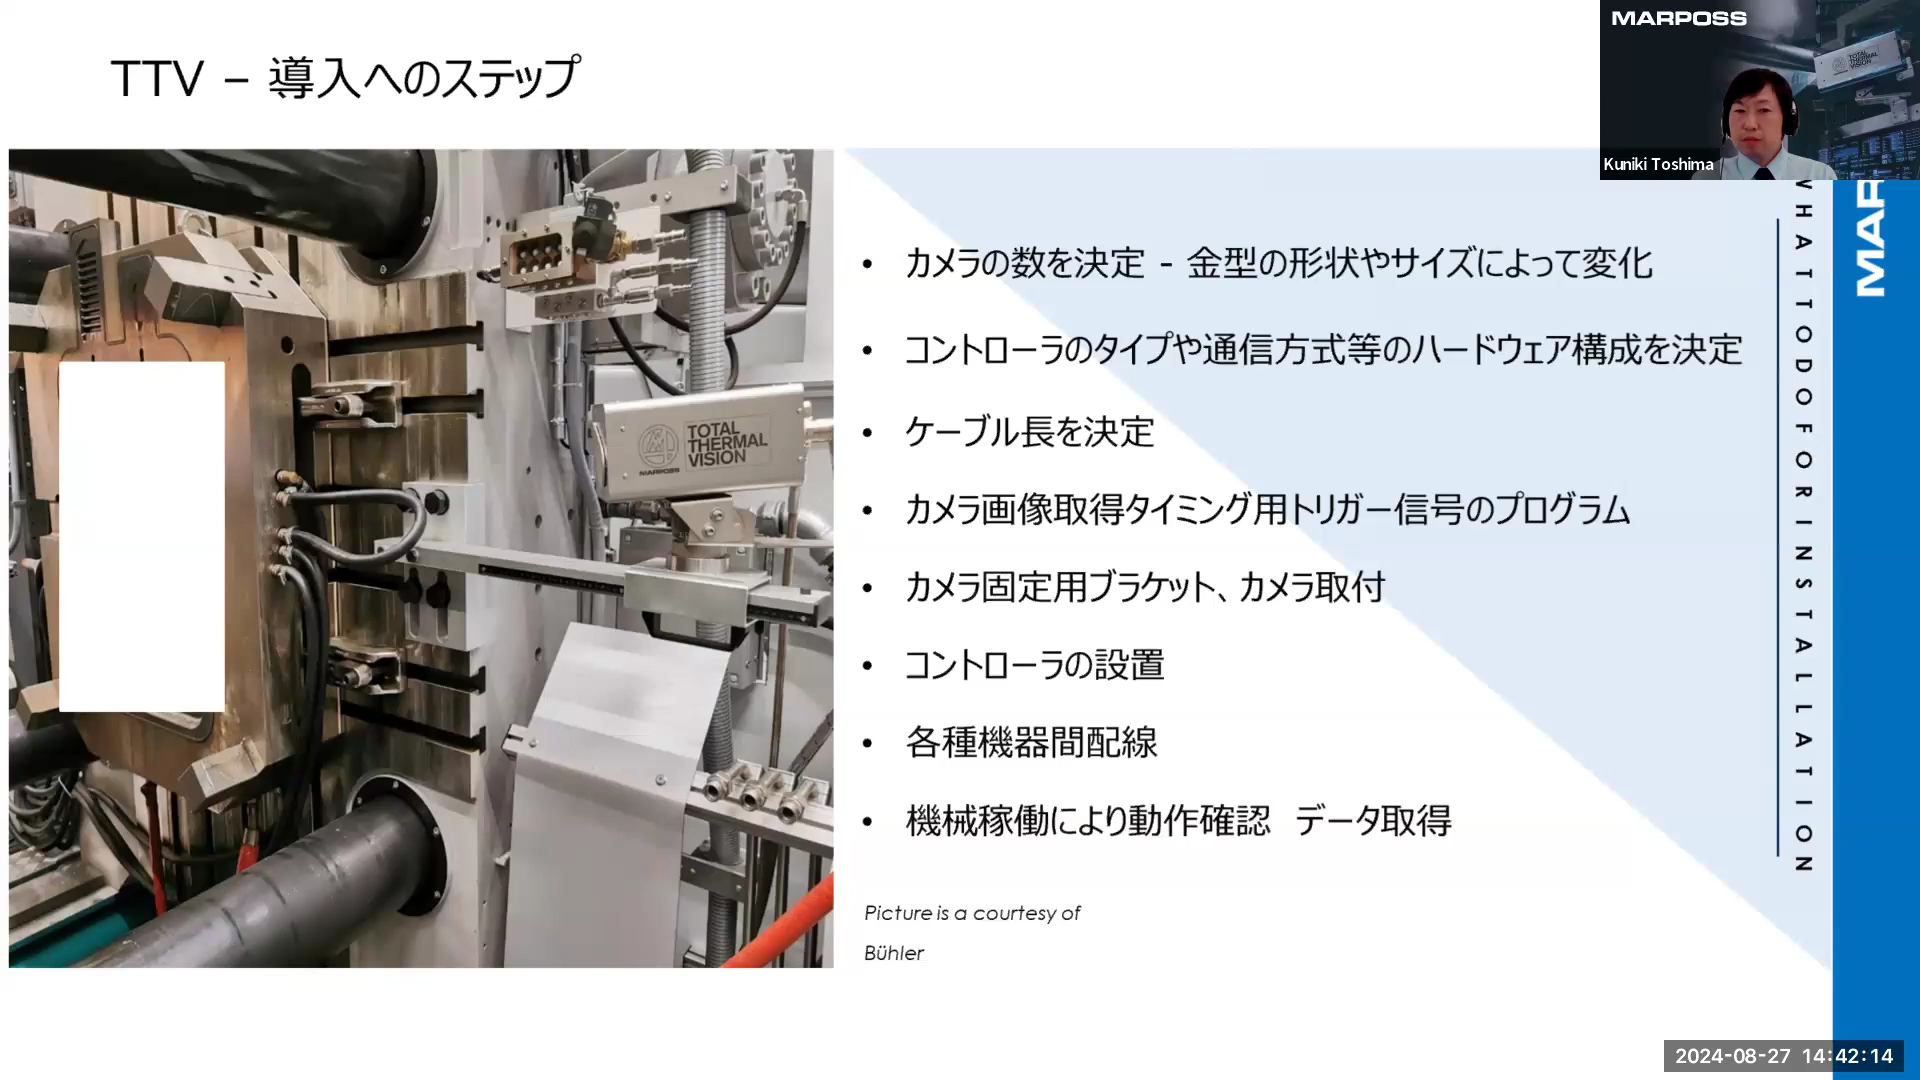 TTV – 導入へのステップ
MARPOSS
TOTAL
THERMAL
VISION
Kuniki Toshima
TOTAL
THERMAL
VISION
MARPOSS
・ カメラの数を決定 - 金型の形状やサイズによって変化
・ コントローラのタイプや通信方式等のハードウェア構成を決定
・ ケーブル長を決定
・ カメラ画像取得タイミング用トリガー信号のプログラム
・ カメラ固定用ブラケット、カメラ取付
・ コントローラの設置
・ 各種機器間配線
・ 機械稼働により動作確認　データ取得
Picture is a courtesy of
Bühler
WHAT TO DO FOR INSTALLATION
MAR
2024-08-27 14:42:14